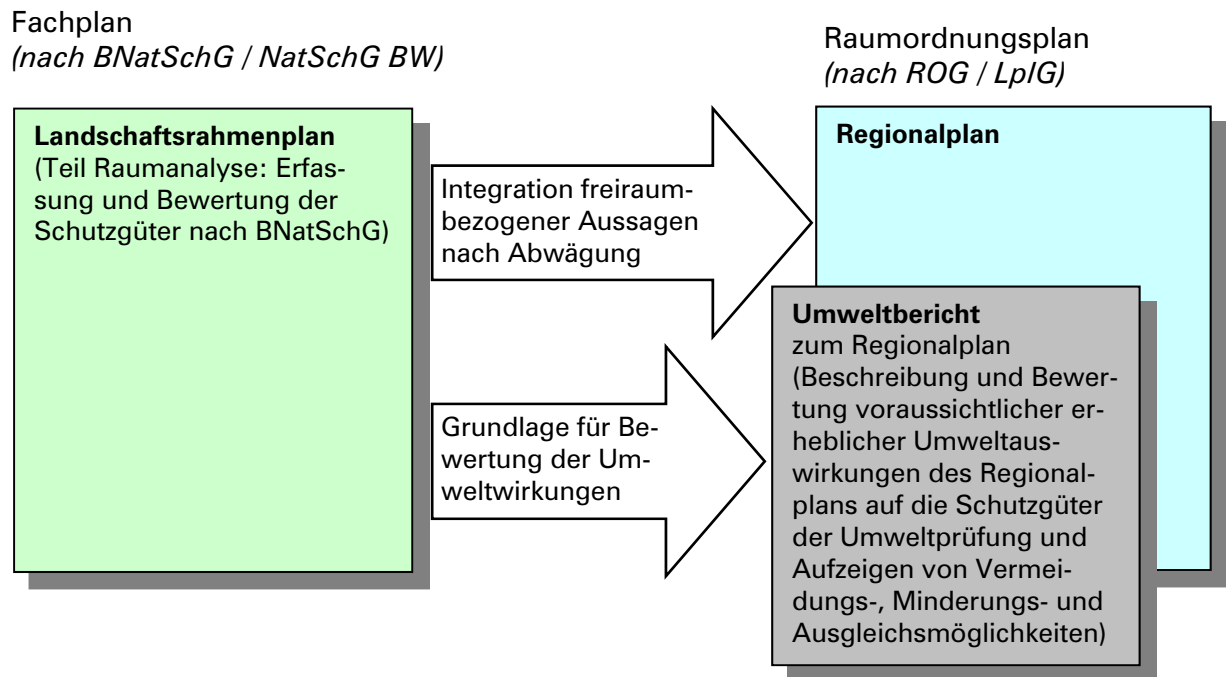 Fachplan
(nach BNatSchG / NatSchG BW)
Raumordnungsplan
(nach ROG / LplG)
Landschaftsrahmenplan
(Teil Raumanalyse: Erfas-
sung und Bewertung der
Schutzgüter nach BNatSchG)
Integration freiraum-
bezogener Aussagen
nach Abwägung
Regionalplan
Grundlage für Be-
wertung der Um-
weltwirkungen
Umweltbericht
zum Regionalplan
(Beschreibung und Bewer-
tung voraussichtlicher er-
heblicher Umweltaus-
wirkungen des Regional-
plans auf die Schutzgüter
der Umweltprüfung und
Aufzeigen von Vermei-
dungs-, Minderungs- und
Ausgleichsmöglichkeiten)